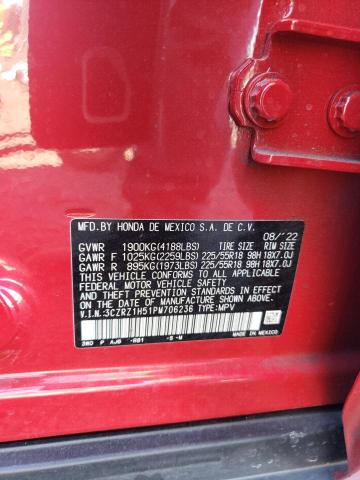 MFD.BY HONDA DE MEXICO S.A. DE C.V.
08/'22
GVWR 1900KG(4188LBS) TIRE SIZE RIM SIZE
GAWR F 1025KG(2259LBS) 225/55R18 98H 18X7.0J
GAWR R 895KG(1973LBS) 225/55R18 98H 18X7.0J
THIS VEHICLE CONFORMS TO ALL APPLICABLE
FEDERAL MOTOR VEHICLE SAFETY AND
THEFT PREVENTION STANDARDS IN EFFECT ON
THE DATE OF MANUFACTURE SHOWN ABOVE.
V.I.N.:3CZRZ1H51PM706236 TYPE:MPV
MEXICO